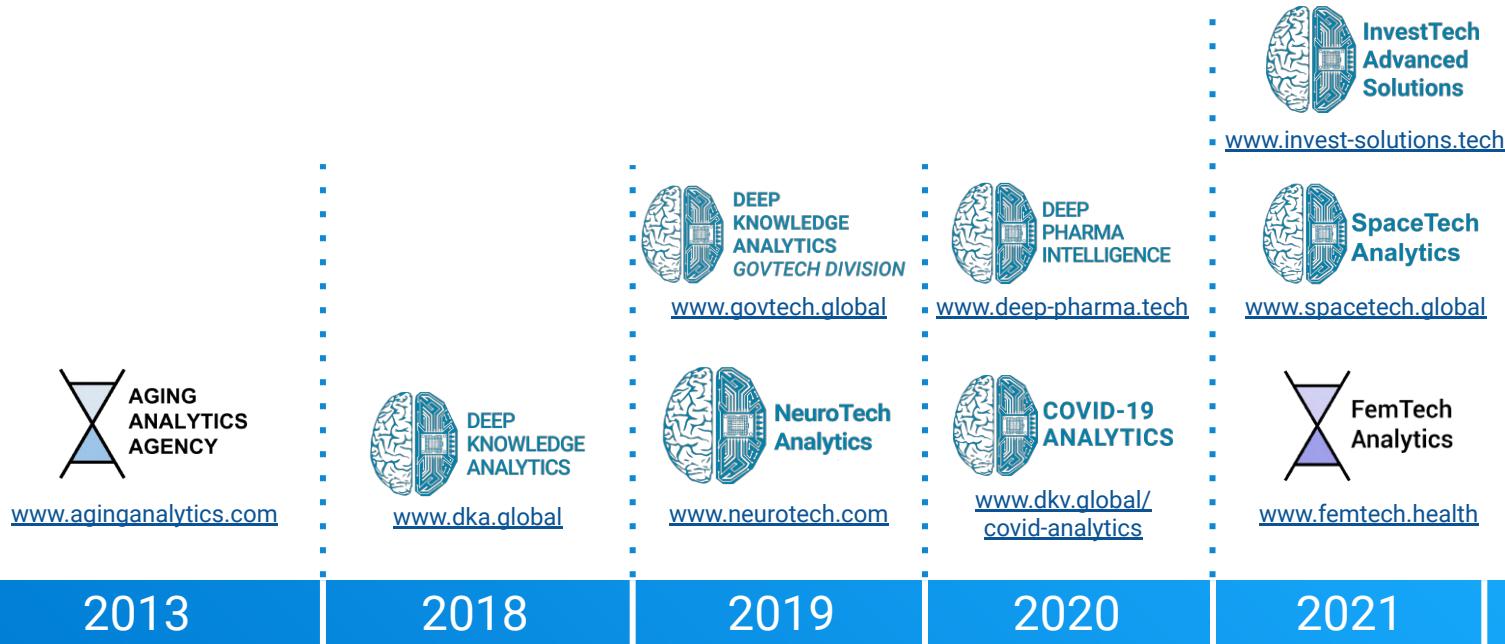 AGING
ANALYTICS
AGENCY
www.aginganalytics.com
2013
DEEP
KNOWLEDGE
ANALYTICS
www.dka.global
2018
DEEP
KNOWLEDGE
ANALYTICS
GOVTECH DIVISION
www.govtech.global
NeuroTech
Analytics
www.neurotech.com
2019
DEEP
PHARMA
INTELLIGENCE
www.deep-pharma.tech
COVID-19
ANALYTICS
www.dkv.global/
covid-analytics
2020
InvestTech
Advanced
Solutions
www.invest-solutions.tech
SpaceTech
Analytics
www.spacetech.global
FemTech
Analytics
www.femtech.health
2021